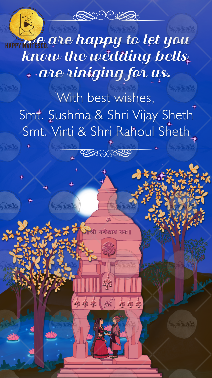 We are happy to let you
know the wedding bells
are ringing for us.
With best wishes,
Smt. Sushma & Shri Vijay Sheth
Smt. Virti & Shri Rahoul Sheth